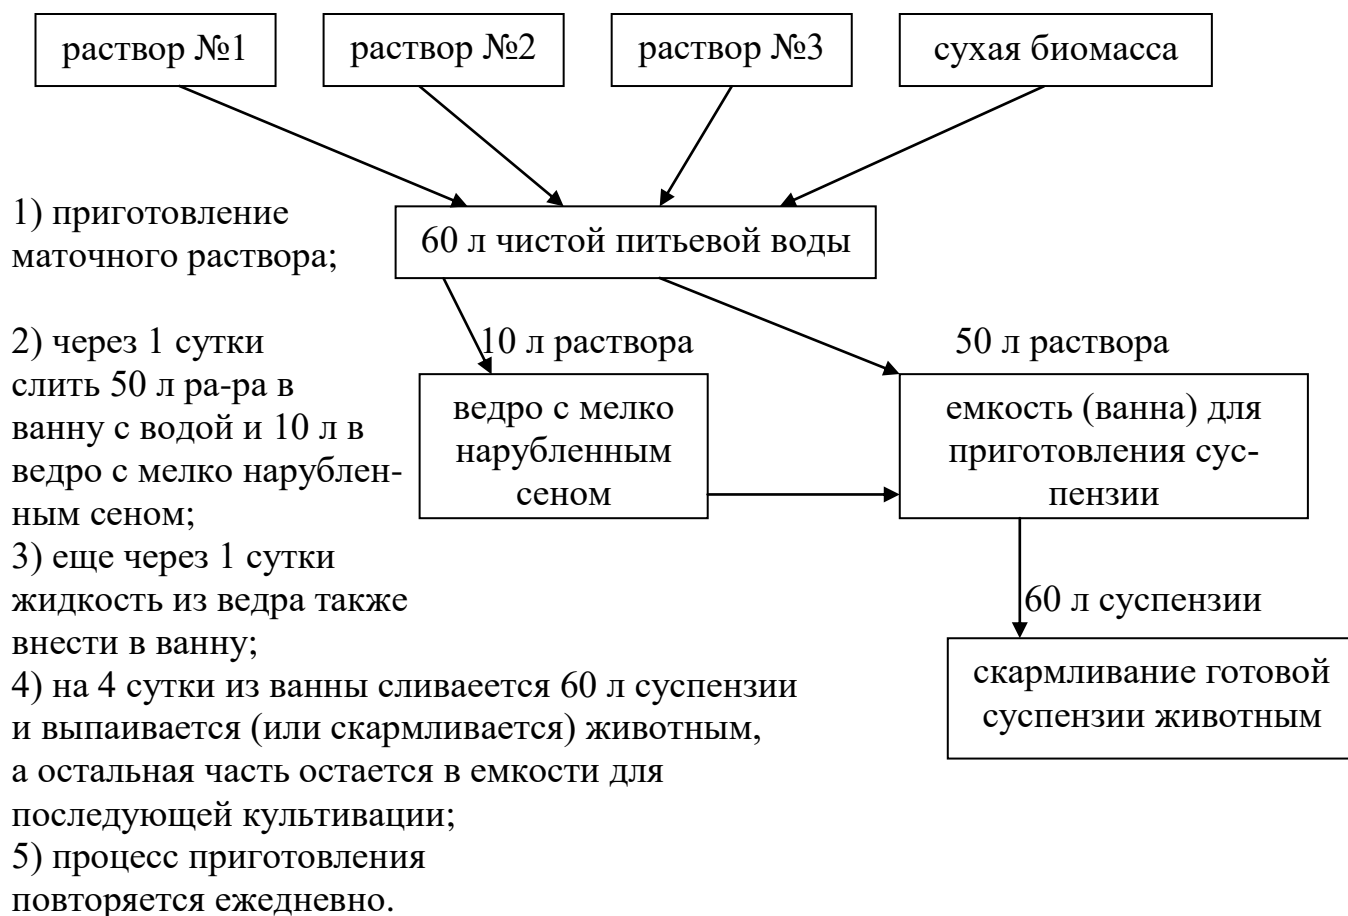 раствор №1
раствор №2
раствор №3
сухая биомасса
1) приготовление
маточного раствора;
60 л чистой питьевой воды
2) через 1 сутки
слить 50 л ра-ра в
ванну с водой и 10 л в
ведро с мелко нарублен-
ным сеном;
3) еще через 1 сутки
жидкость из ведра также
внести в ванну;
4) на 4 сутки из ванны сливаеется 60 л суспензии
и выпаивается (или скармливается) животным,
а остальная часть остается в емкости для
последующей культивации;
5) процесс приготовления
повторяется ежедневно.
10 л раствора
50 л раствора
ведро с мелко
нарубленным
сеном
емкость (ванна) для
приготовления сус-
пензии
60 л суспензии
скармливание готовой
суспензии животным